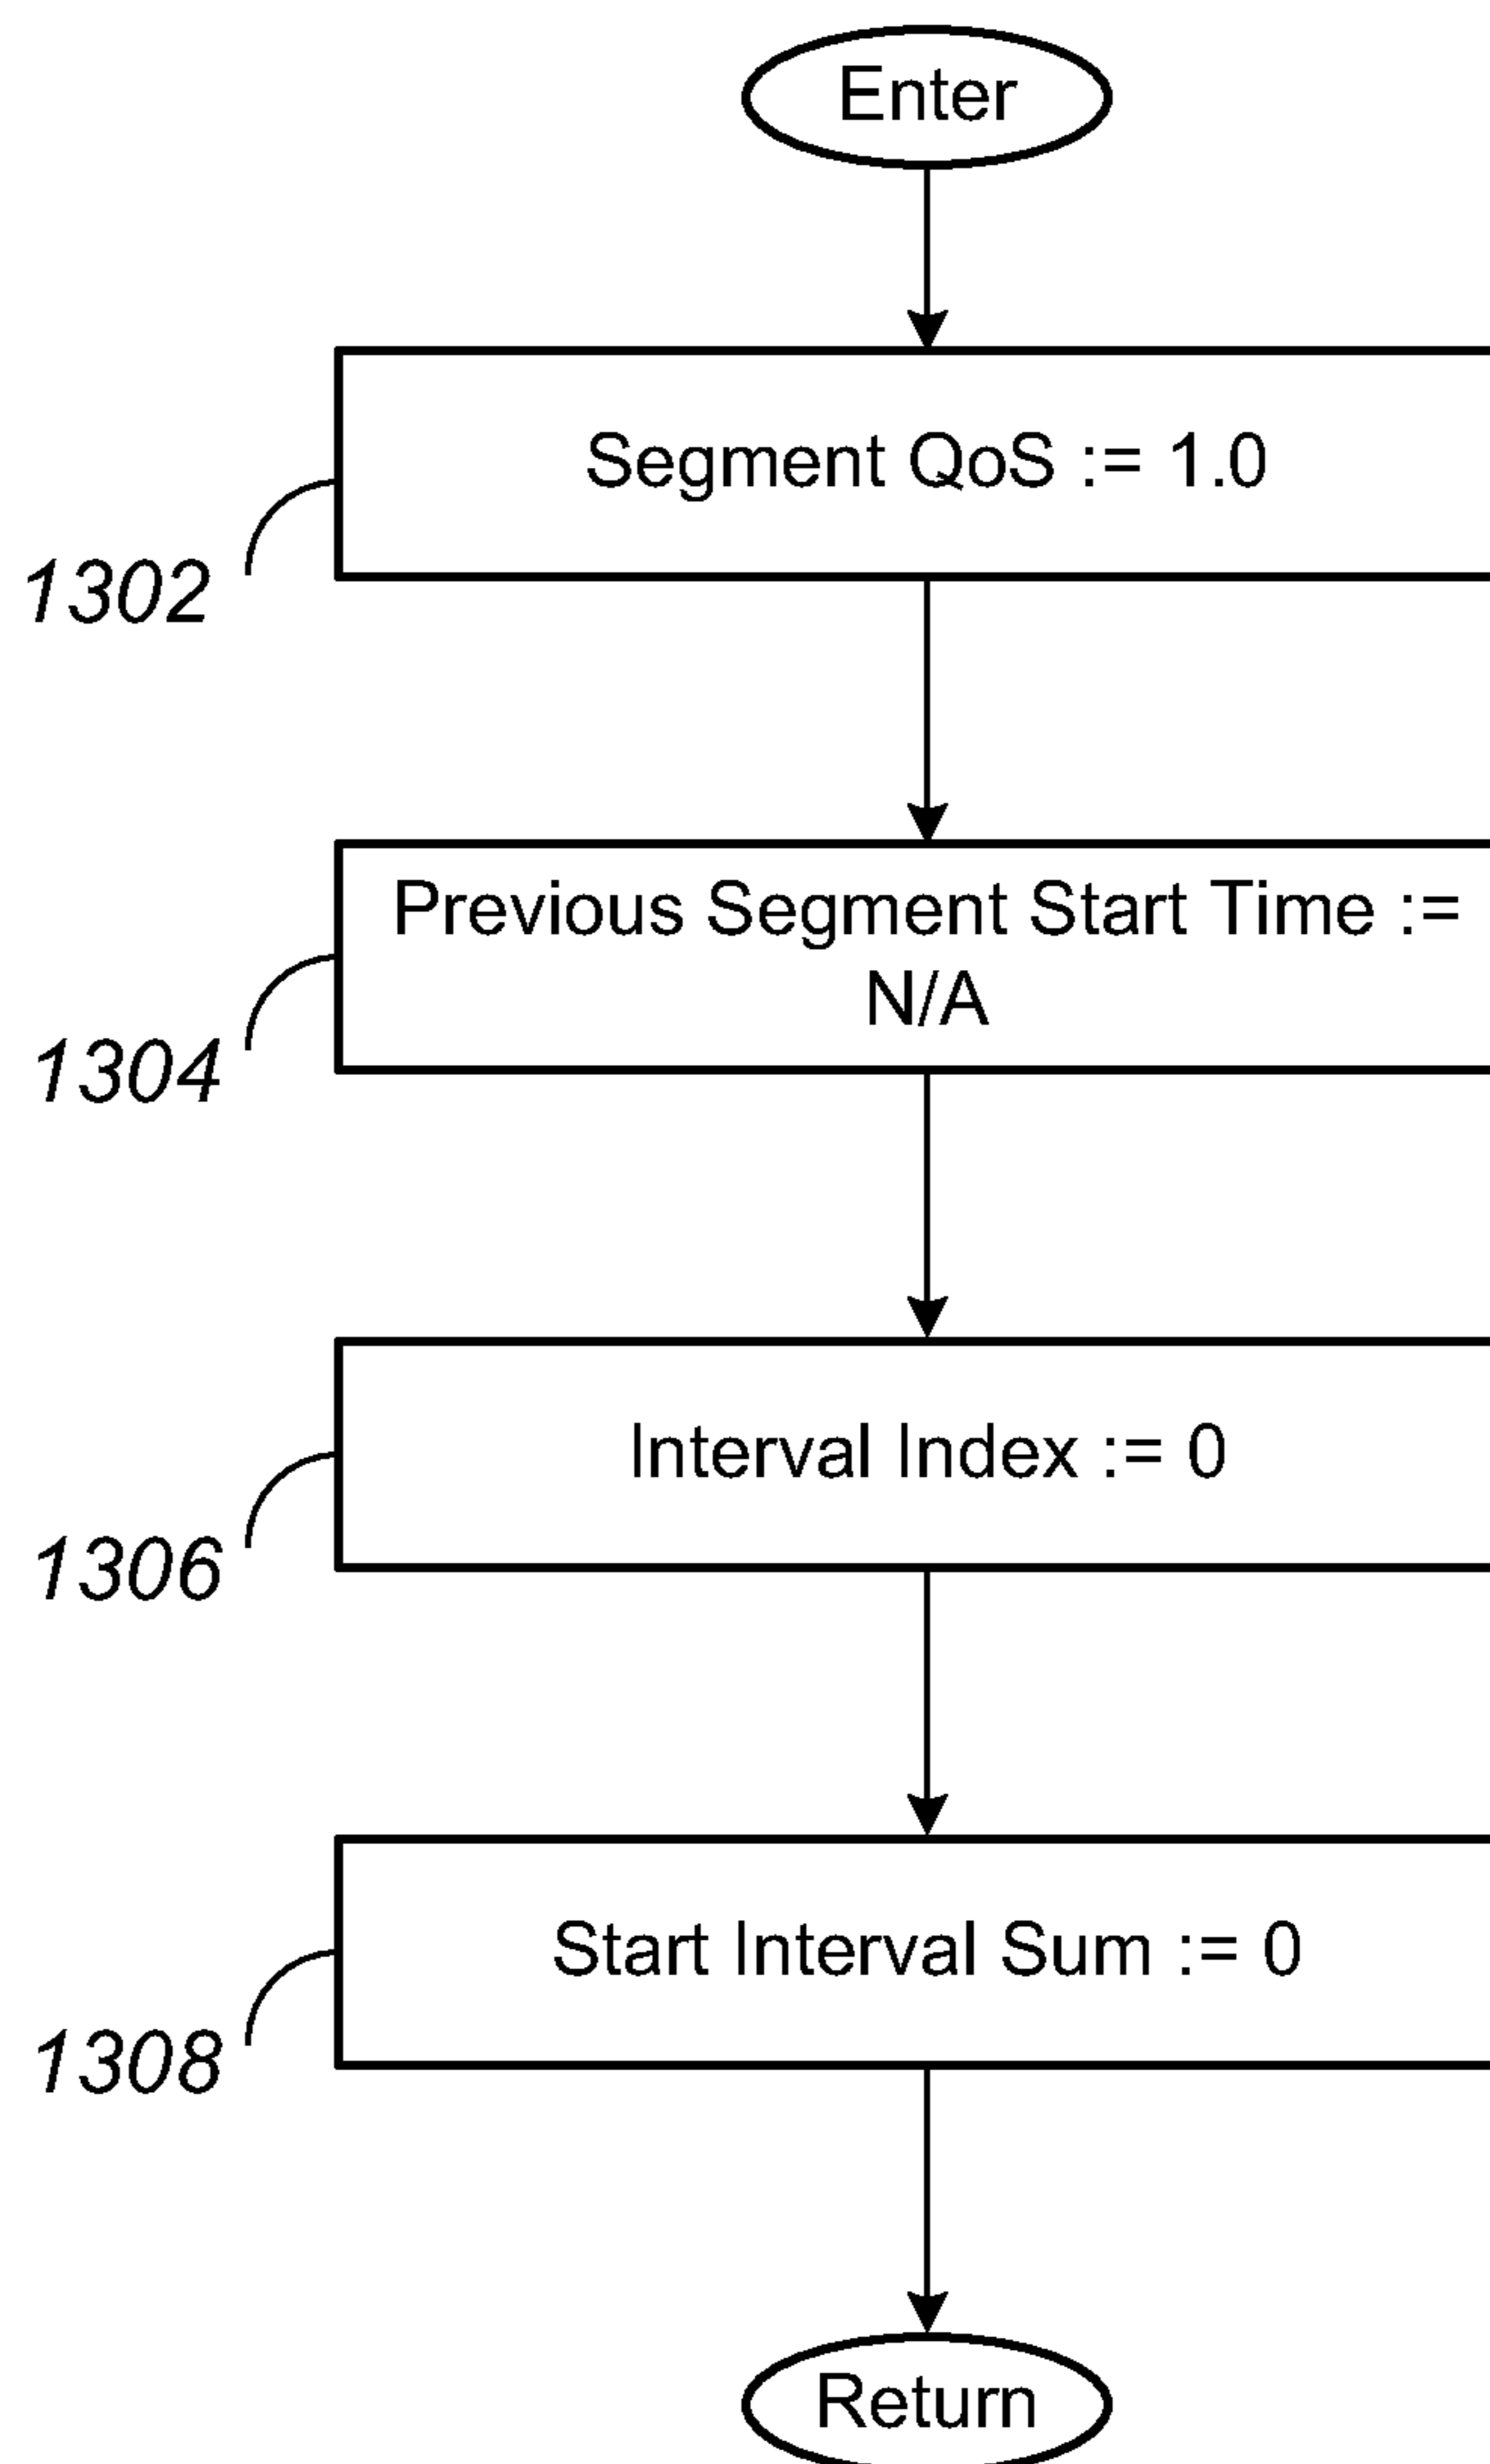 Enter
Segment QoS := 1.0
1302
Previous Segment Start Time :=
N/A
1304
Interval Index := 0
1306
Start Interval Sum := 0
1308
Return